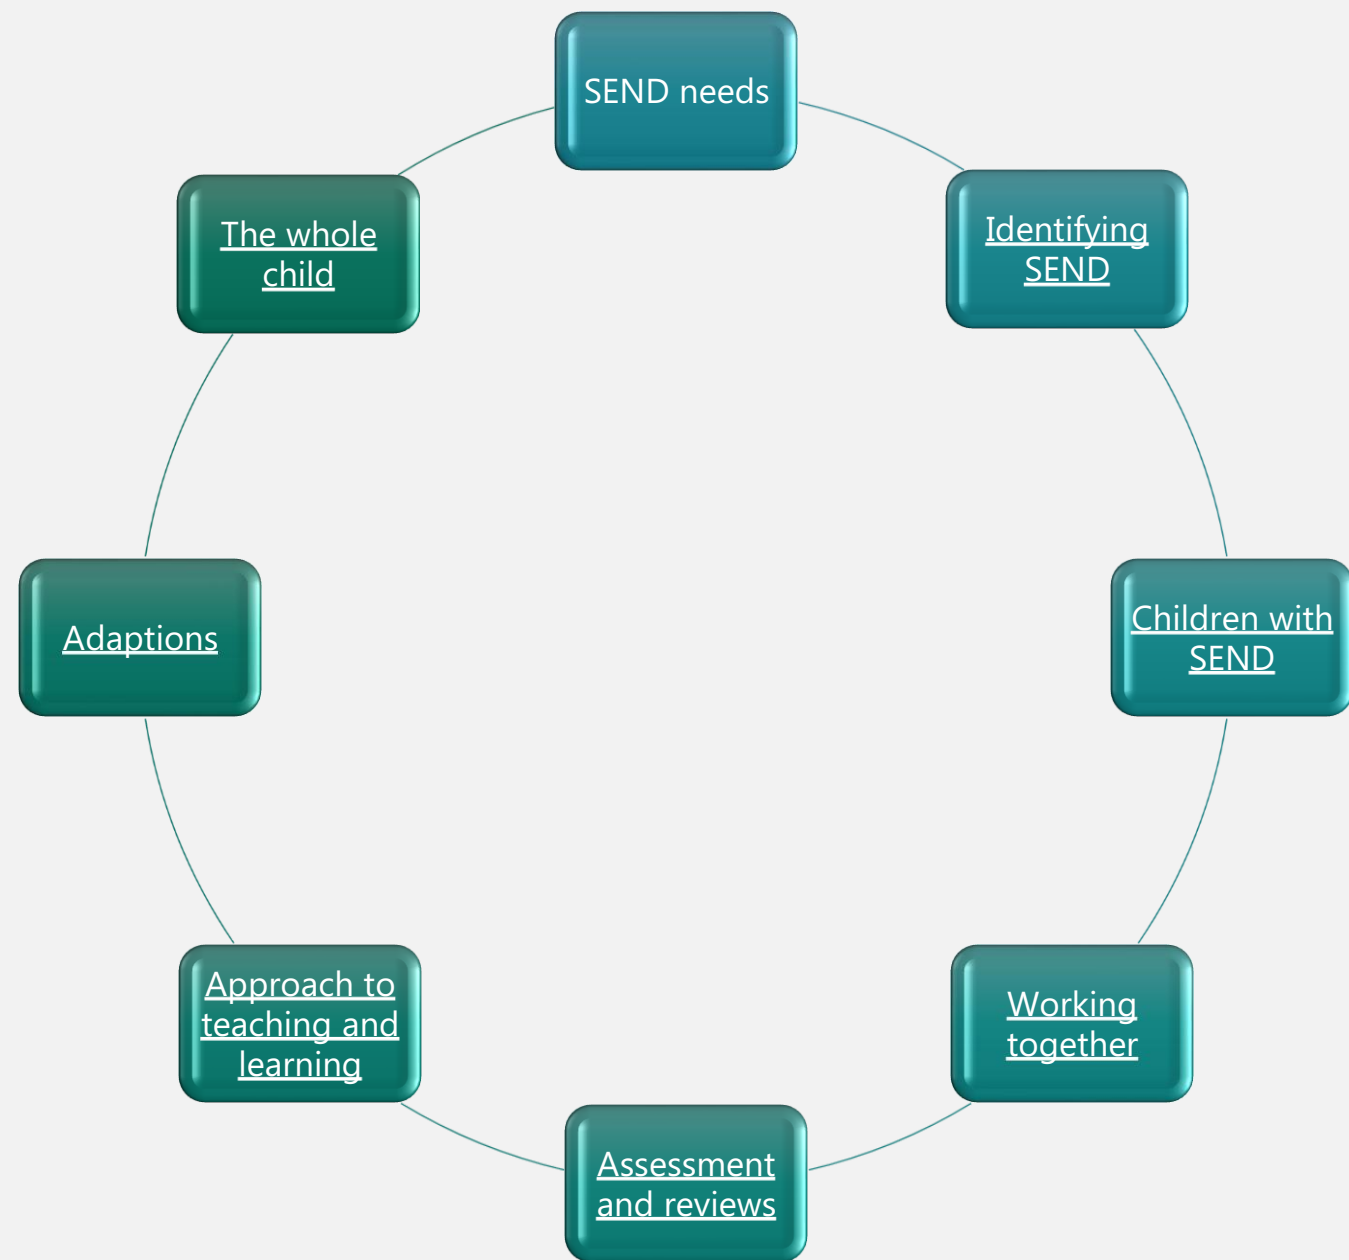 SEND needs
Identifying
SEND
Children with
SEND
Working
together
Assessment
and reviews
Approach to
teaching and
learning
Adaptions
The whole
child